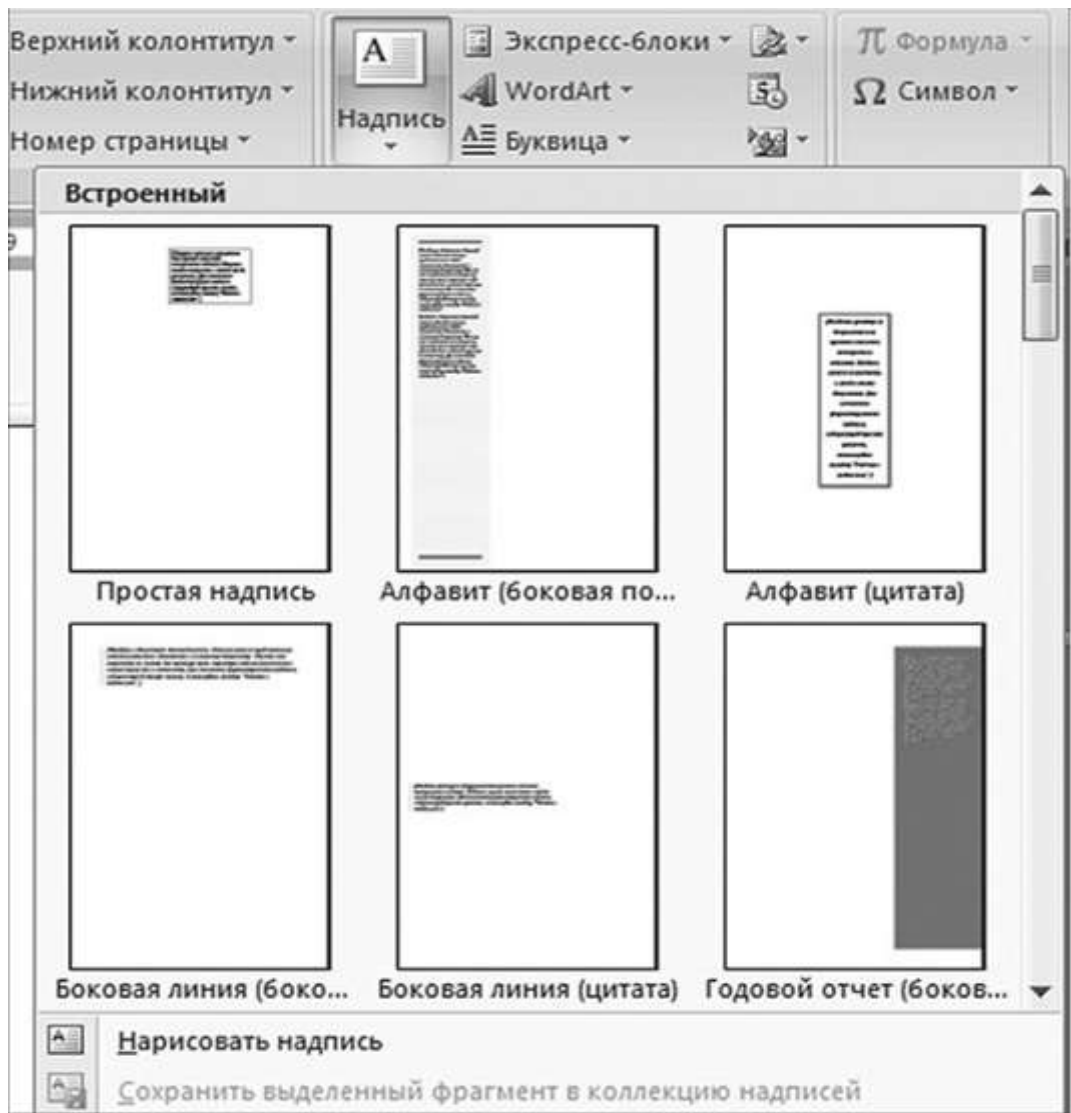 Верхний колонтитул
Нижний колонтитул
Номер страницы
A
Надпись
Экспресс-блоки
WordArt
Буквица
π Формула
Ω Символ
Встроенный
Простая надпись
Алфавит (боковая по...
Алфавит (цитата)
Боковая линия (боко...
Боковая линия (цитата)
Годовой отчет (боков...
Нарисовать надпись
Сохранить выделенный фрагмент в коллекцию надписей